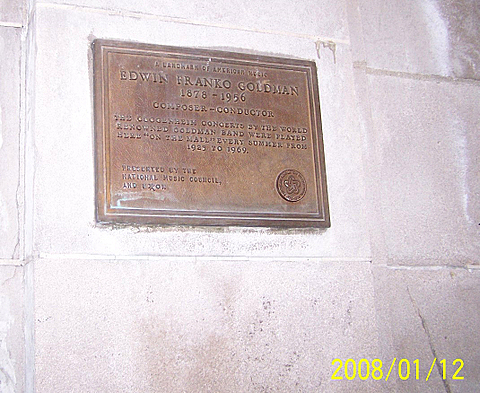 A LANDMARK OF AMERICAN MUSIC
EDWIN FRANKO GOLDMAN
1878-1956
COMPOSER-CONDUCTOR
THE GUGGENHEIM CONCERTS BY THE WORLD
RENOWNED GOLDMAN BAND WERE PLAYED
HERE "ON THE MALL" EVERY SUMMER FROM
1923 TO 1969.
PRESENTED BY THE
NATIONAL MUSIC COUNCIL,
AND EXXON
2008/01/12